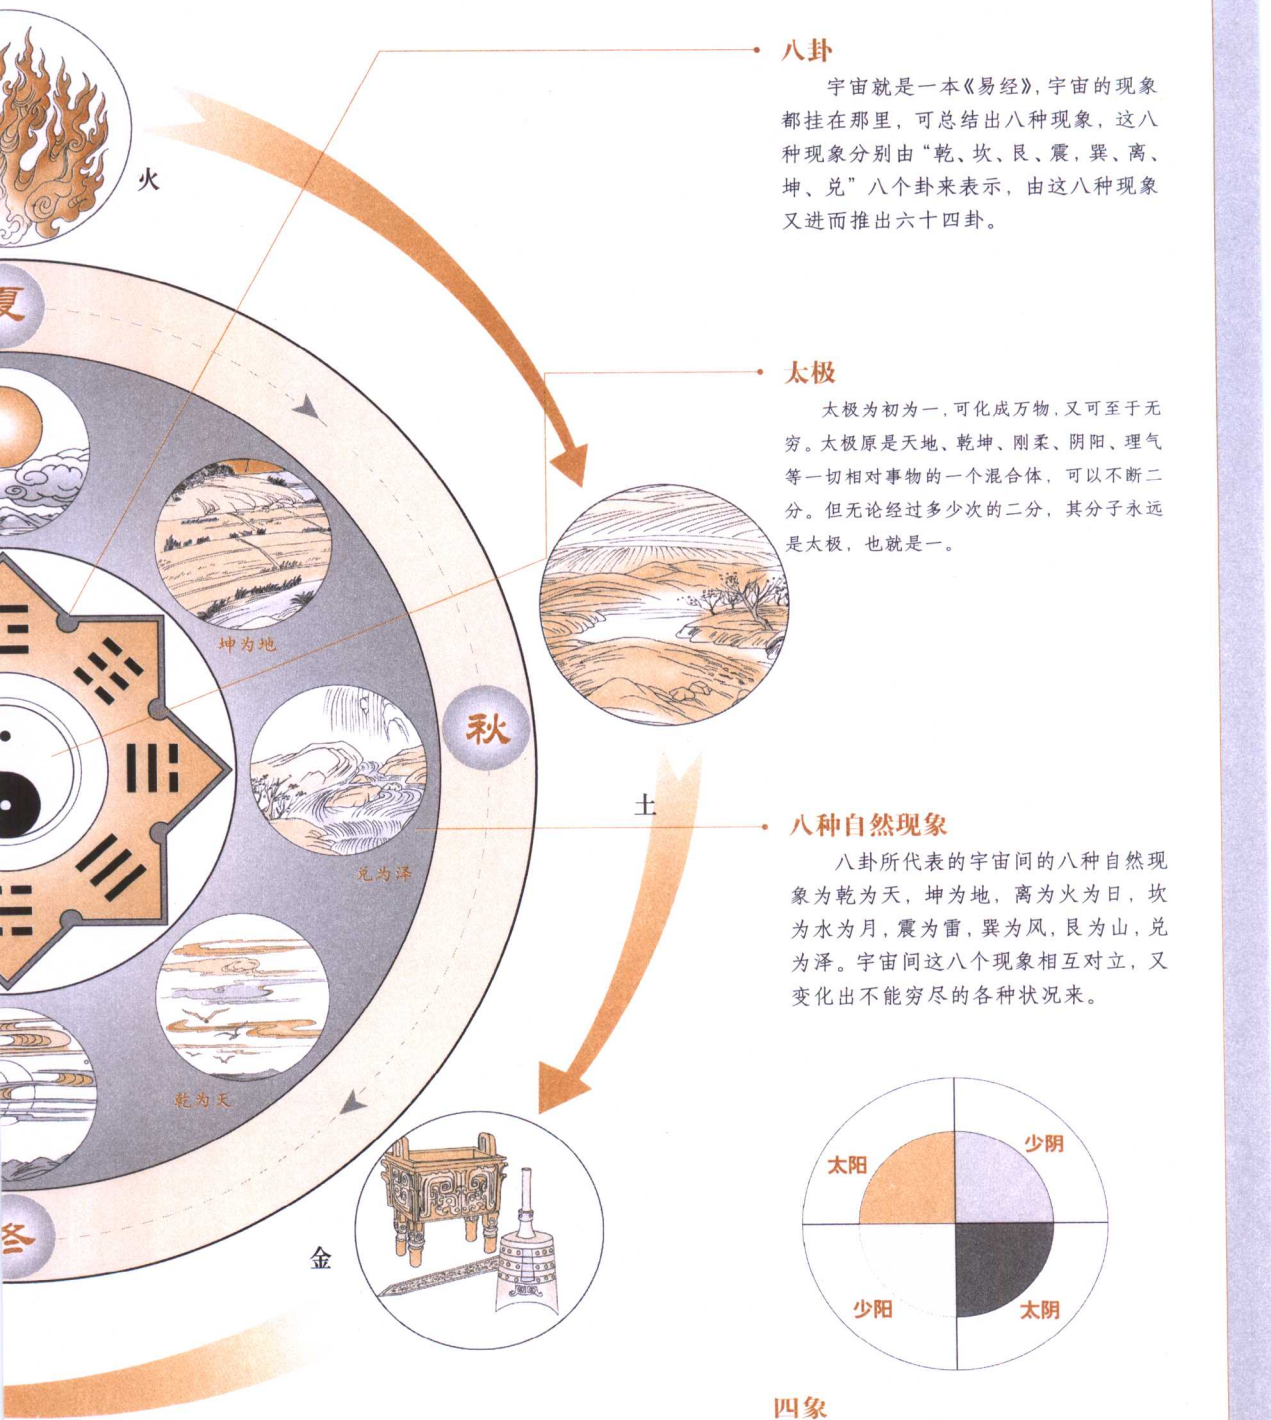 八卦
宇宙就是一本《易经》，宇宙的现象
都挂在那里，可总结出八种现象，这八
种现象分别由“乾、坎、艮、震，巽、离、
坤、兑”八个卦来表示，由这八种现象
又进而推出六十四卦。
火
夏
太极
太极为初为一，可化成万物，又可至于无
穷。太极原是天地、乾坤、刚柔、阴阳、理气
等一切相对事物的一个混合体，可以不断二
分。但无论经过多少次的二分，其分子永远
是太极，也就是一。
坤为地
秋
土
八种自然现象
八卦所代表的宇宙问的八种自然现
象为乾为天，坤为地，离为火为日，坎
为水为月，震为雷，巽为风，艮为山，兑
为泽。宇宙问这八个现象相互对立，又
变化出不能穷尽的各种状况来。
兑为泽
乾为天
冬
金
太阳
少阴
少阳
太阴
四象